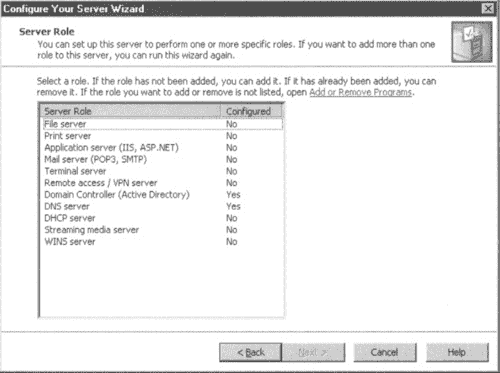 Configure Your Server Wizard
Server Role
You can set up this server to perform one or more specific roles. If you want to add more than one
role to this server, you can run this wizard again.
Select a role. If the role has not been added, you can add it. If it has already been added, you can
remove it. If the role you want to add or remove is not listed, open Add or Remove Programs.
Server Role Configured
File server No
Print server No
Application server (IIS, ASP.NET) No
Mail server (POP3, SMTP) No
Terminal server No
Remote access / VPN server No
Domain Controller (Active Directory) Yes
DNS server Yes
DHCP server No
Streaming media server No
WINS server No
< Back Next > Cancel Help